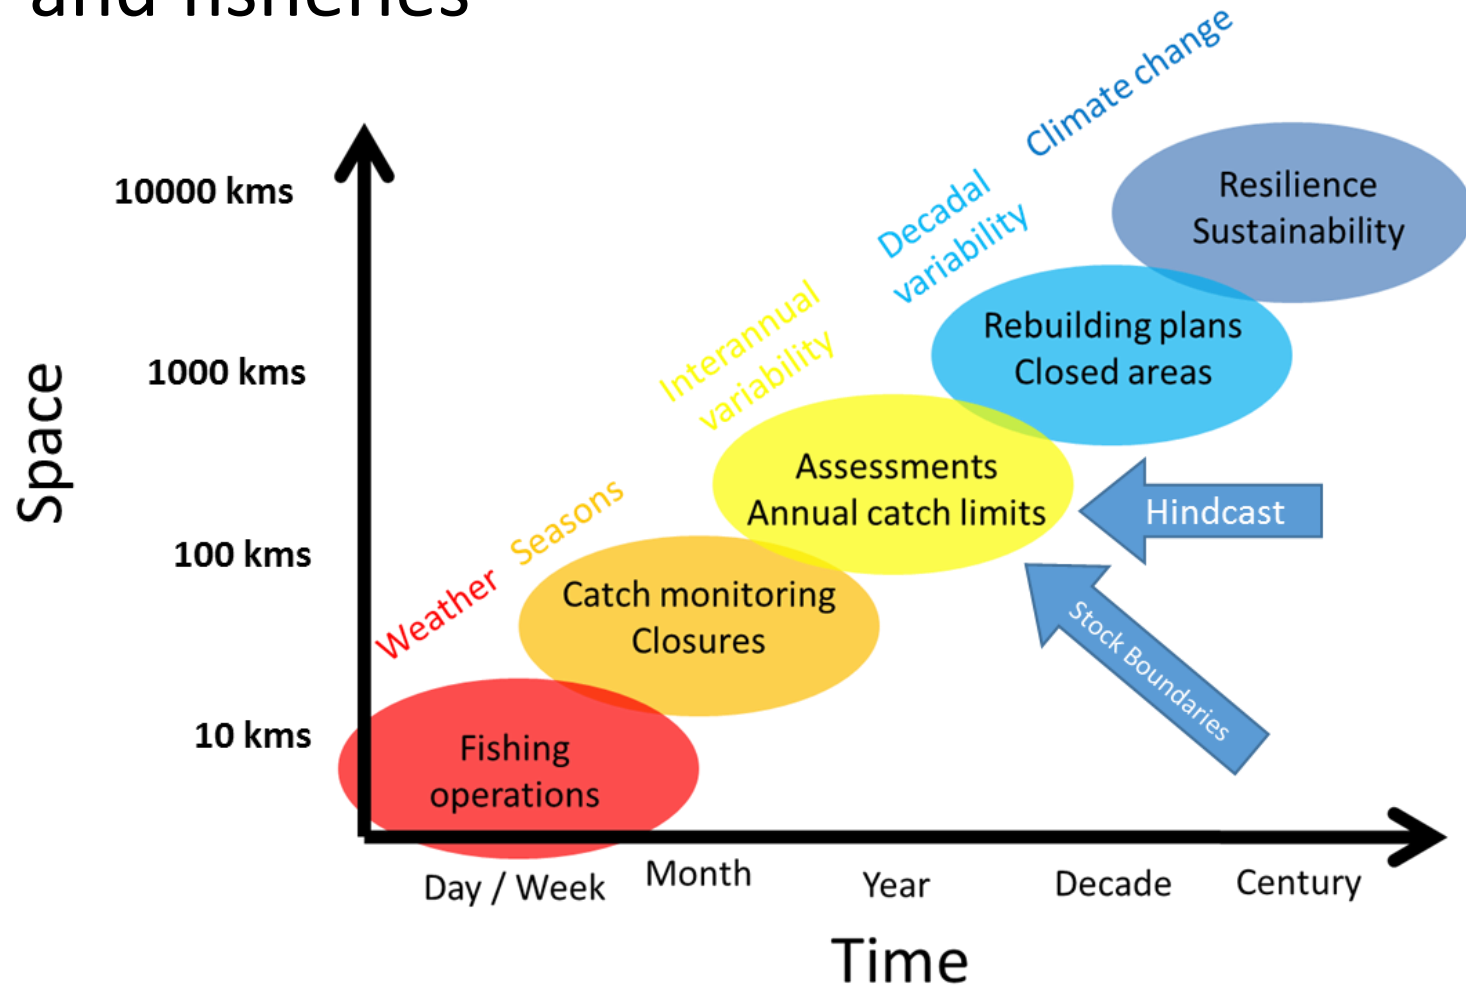 and fisheries
Climate change
Decadal
variability
Interannual
variability
Seasons
Weather
Space
10000 kms
1000 kms
100 kms
10 kms
Resilience
Sustainability
Rebuilding plans
Closed areas
Assessments
Annual catch limits
Hindcast
Catch monitoring
Closures
Stock Boundaries
Fishing
operations
Day / Week
Month
Year
Decade
Century
Time